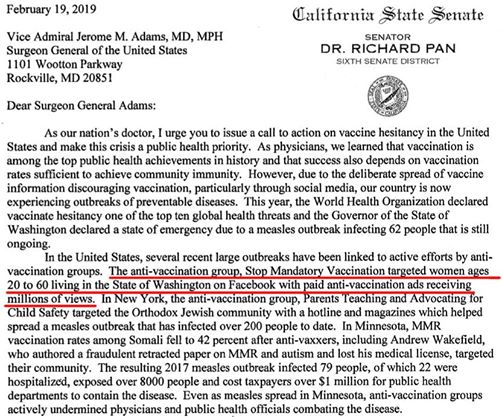 February 19, 2019
California State Senate
SENATOR
DR. RICHARD PAN
SIXTH SENATE DISTRICT
Vice Admiral Jerome M. Adams, MD, MPH
Surgeon General of the United States
1101 Wootton Parkway
Rockville, MD 20851
Dear Surgeon General Adams:
As our nation's doctor, I urge you to issue a call to action on vaccine hesitancy in the United
States and make this crisis a public health priority. As physicians, we learned that vaccination is
among the top public health achievements in history and that success also depends on vaccination
rates sufficient to achieve community immunity. However, due to the deliberate spread of vaccine
information discouraging vaccination, particularly through social media, our country is now
experiencing outbreaks of preventable diseases. This year, the World Health Organization declared
vaccinate hesitancy one of the top ten global health threats and the Governor of the State of
Washington declared a state of emergency due to a measles outbreak infecting 62 people that is
still ongoing.
In the United States, several recent large outbreaks have been linked to active efforts by anti-
vaccination groups. The anti-vaccination group, Stop Mandatory Vaccination targeted women ages
20 to 60 living in the State of Washington on Facebook with paid anti-vaccination ads receiving
millions of views. In New York, the anti-vaccination group, Parents Teaching and Advocating for
Child Safety targeted the Orthodox Jewish community with a hotline and magazines which helped
spread a measles outbreak that has infected over 200 people to date. In Minnesota, MMR
vaccination rates among Somali fell to 42 percent after anti-vaxxers, including Andrew Wakefield,
who authored a fraudulent retracted paper on MMR and autism and lost his medical license, targeted
their community. The resulting 2017 measles outbreak infected 79 people, of which 22 were
hospitalized, exposed over 8000 people and cost taxpayers over $1 million for public health
departments to contain the disease. Even as measles spread in Minnesota, anti-vaccination groups
actively undermined physicians and public health officials combating the disease.